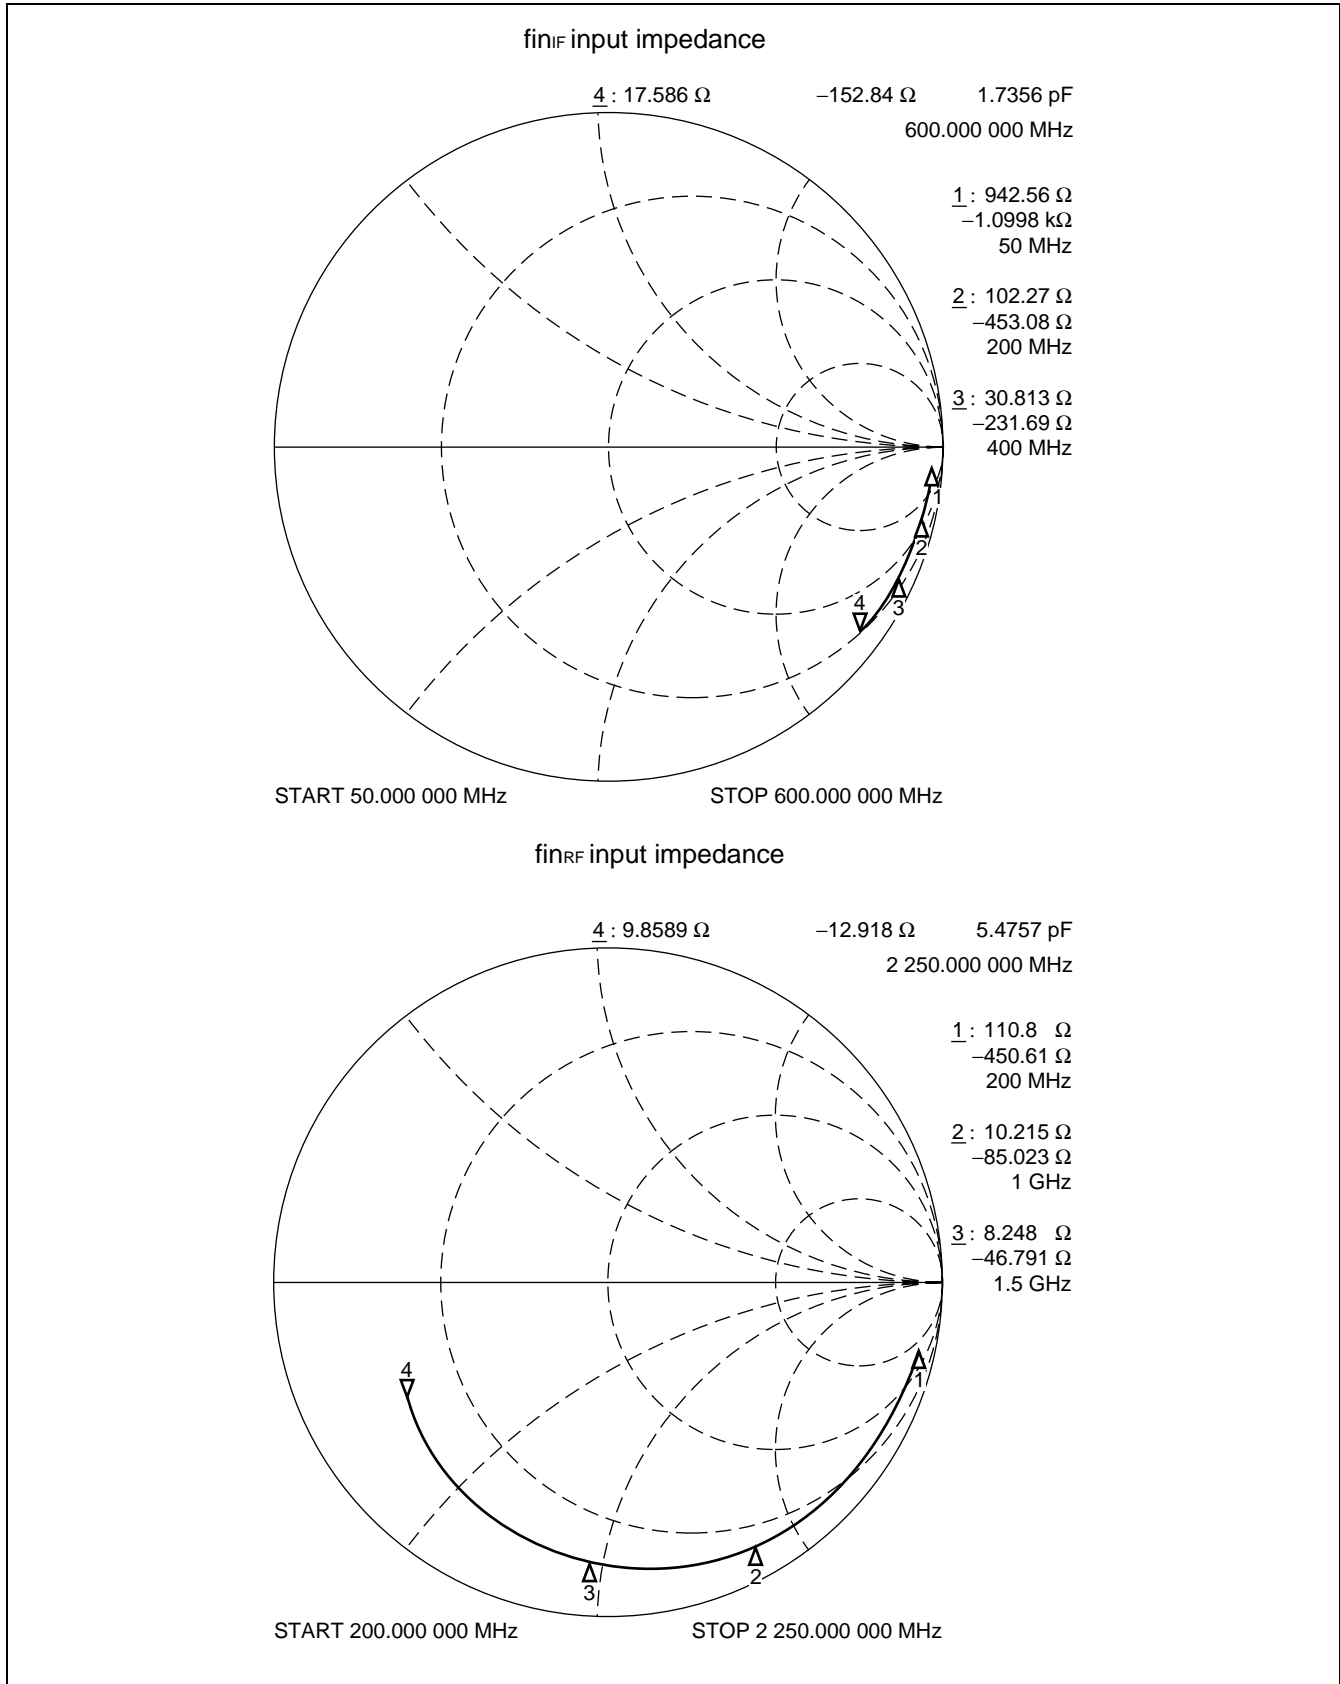 finIF input impedance
4 : 17.586 Ω −152.84 Ω 1.7356 pF
600.000 000 MHz
1 : 942.56 Ω
−1.0998 kΩ
50 MHz
2 : 102.27 Ω
−453.08 Ω
200 MHz
3 : 30.813 Ω
−231.69 Ω
400 MHz
1
2
4
3
START 50.000 000 MHz STOP 600.000 000 MHz
finRF input impedance
4 : 9.8589 Ω −12.918 Ω 5.4757 pF
2 250.000 000 MHz
1 : 110.8 Ω
−450.61 Ω
200 MHz
2 : 10.215 Ω
−85.023 Ω
1 GHz
3 : 8.248 Ω
−46.791 Ω
1.5 GHz
4
1
2
3
START 200.000 000 MHz STOP 2 250.000 000 MHz